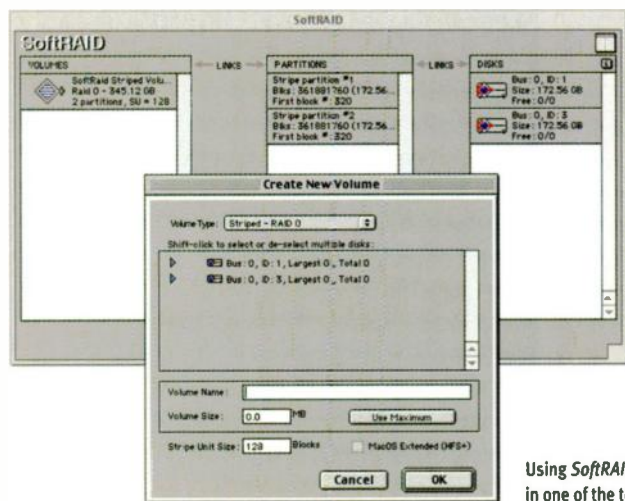 SoftRAID
SoftRAID
VOLUMES
LINKS
PARTITIONS
LINKS
DISKS
SoftRaid Striped Volu...
Raid 0 - 345.12 GB
2 partitions, SU = 128
Stripe partition #1
Blks: 361881760 (172.56...
First block #: 320
Stripe partition #2
Blks: 361881760 (172.56...
First block #: 320
Bus: 0, ID: 1
Size: 172.56 GB
Free: 0/0
Bus: 0, ID: 3
Size: 172.56 GB
Free: 0/0
Create New Volume
Volume Type: Striped - RAID 0
Shift-click to select or de-select multiple disks:
Bus: 0, ID: 1, Largest 0, Total 0
Bus: 0, ID: 3, Largest 0, Total 0
Volume Name:
Volume Size: 0.0 MB Use Maximum
Stripe Unit Size: 128 Blocks MacOS Extended (HFS+)
Cancel OK
Using SoftRAI
in one of the t